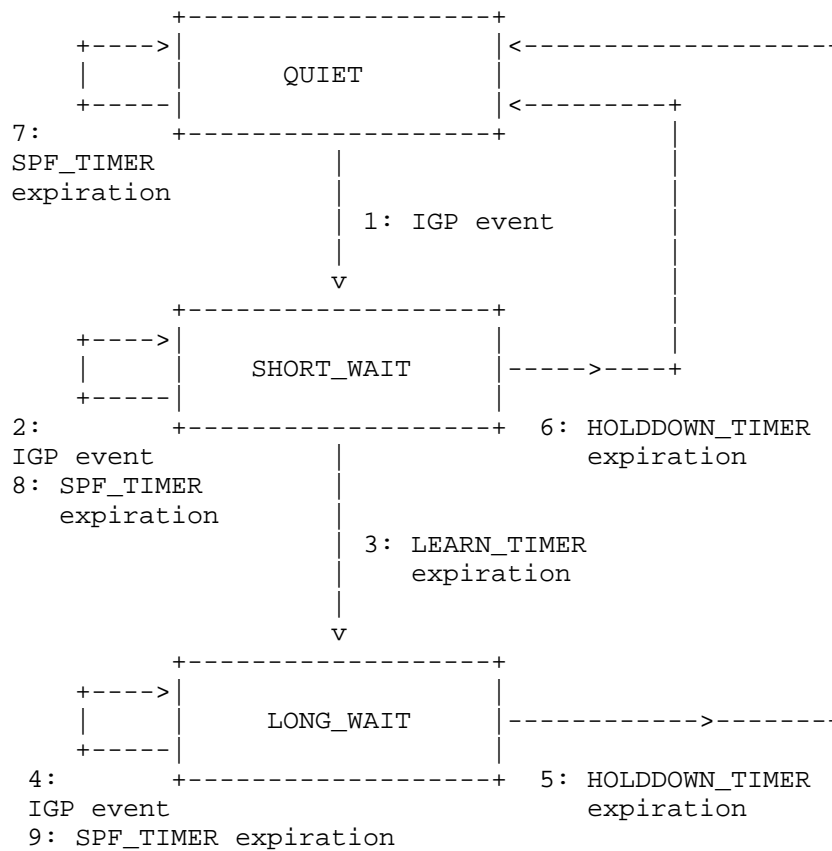 QUIET
7:
SPF_TIMER
expiration
1: IGP event
SHORT_WAIT
2:
IGP event
8: SPF_TIMER
expiration
6: HOLDDOWN_TIMER
expiration
3: LEARN_TIMER
expiration
LONG_WAIT
4:
IGP event
9: SPF_TIMER expiration
5: HOLDDOWN_TIMER
expiration